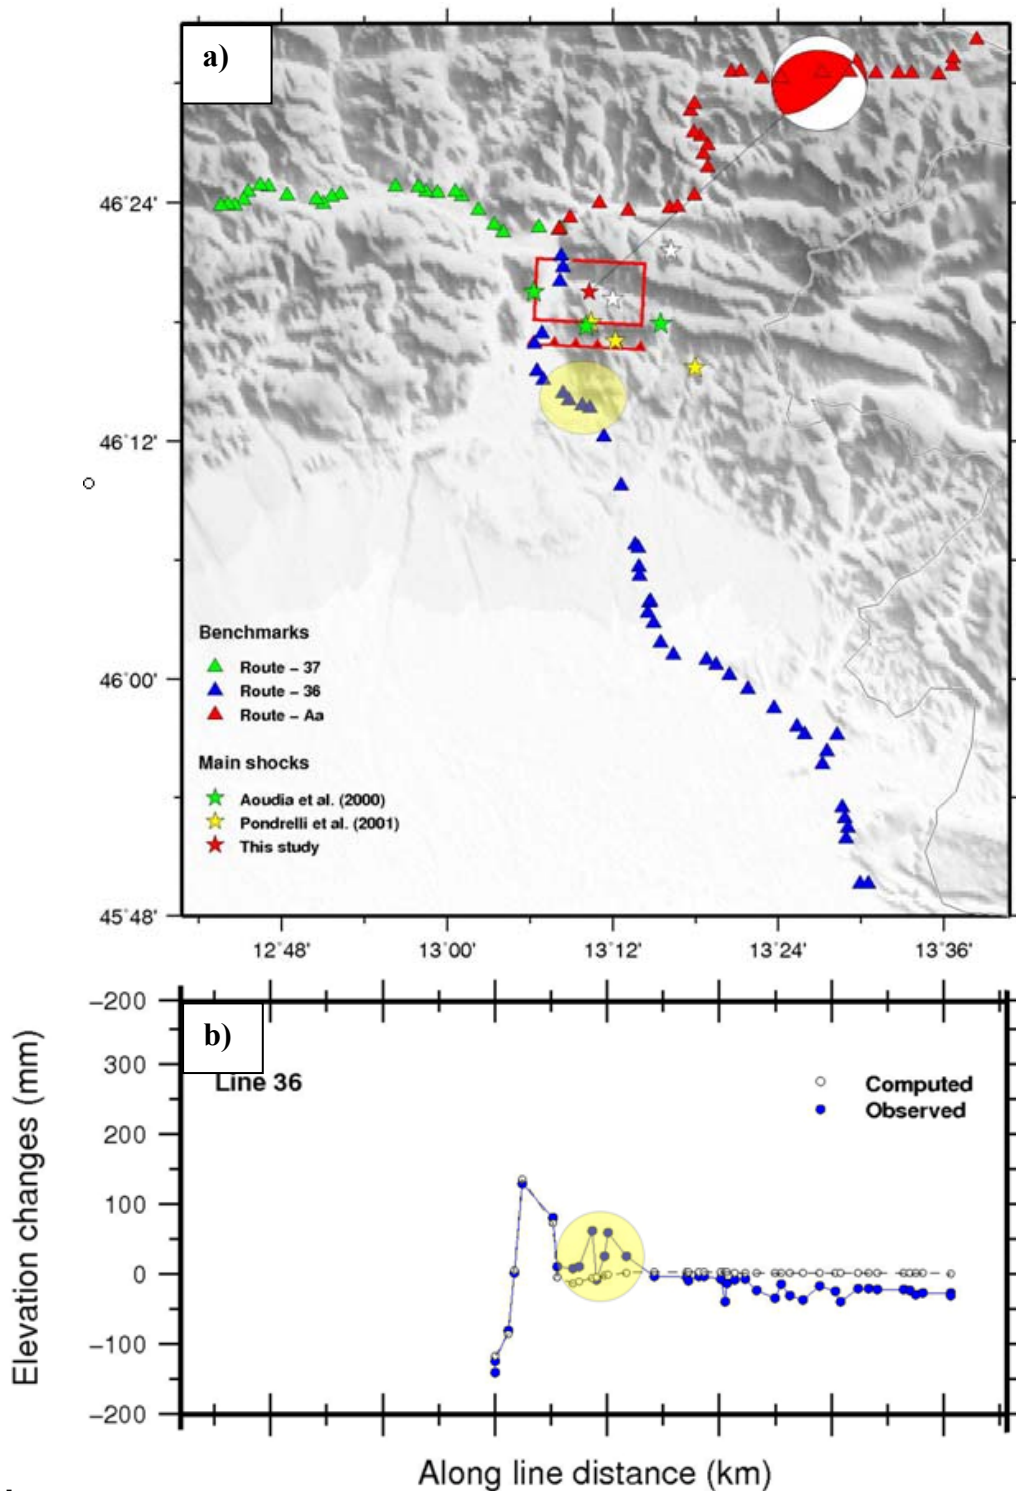 a)
46°24'
46°12'
46°00'
45°48'
Benchmarks
Route – 37
Route – 36
Route – Aa
Main shocks
Aoudia et al. (2000)
Pondrelli et al. (2001)
This study
12°48'
13°00'
13°12'
13°24'
13°36'
b)
Line 36
Computed
Observed
Elevation changes (mm)
−200
300
200
100
0
−100
−200
Along line distance (km)